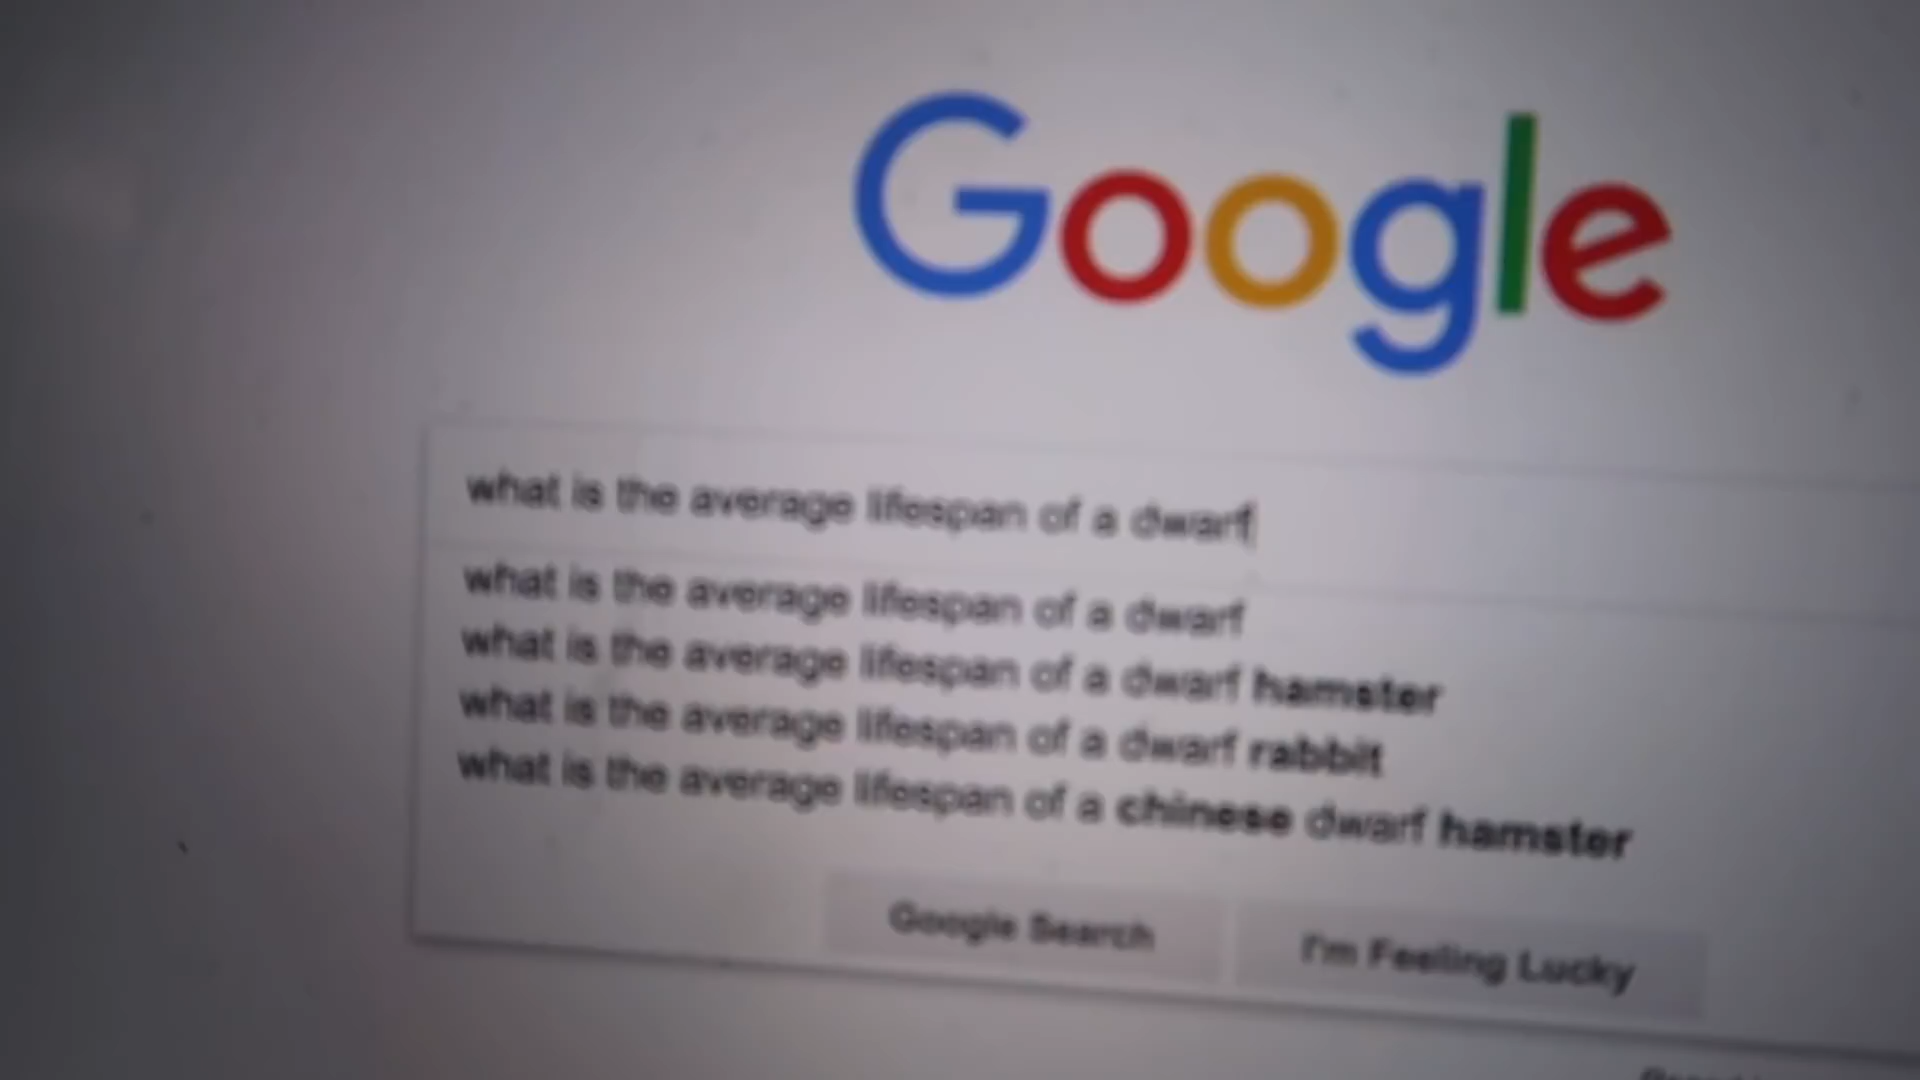 Google
what is the average lifespan of a dwarf
what is the average lifespan of a dwarf
what is the average lifespan of a dwarf hamster
what is the average lifespan of a dwarf rabbit
what is the average lifespan of a chinese dwarf hamster
Google Search
I'm Feeling Lucky